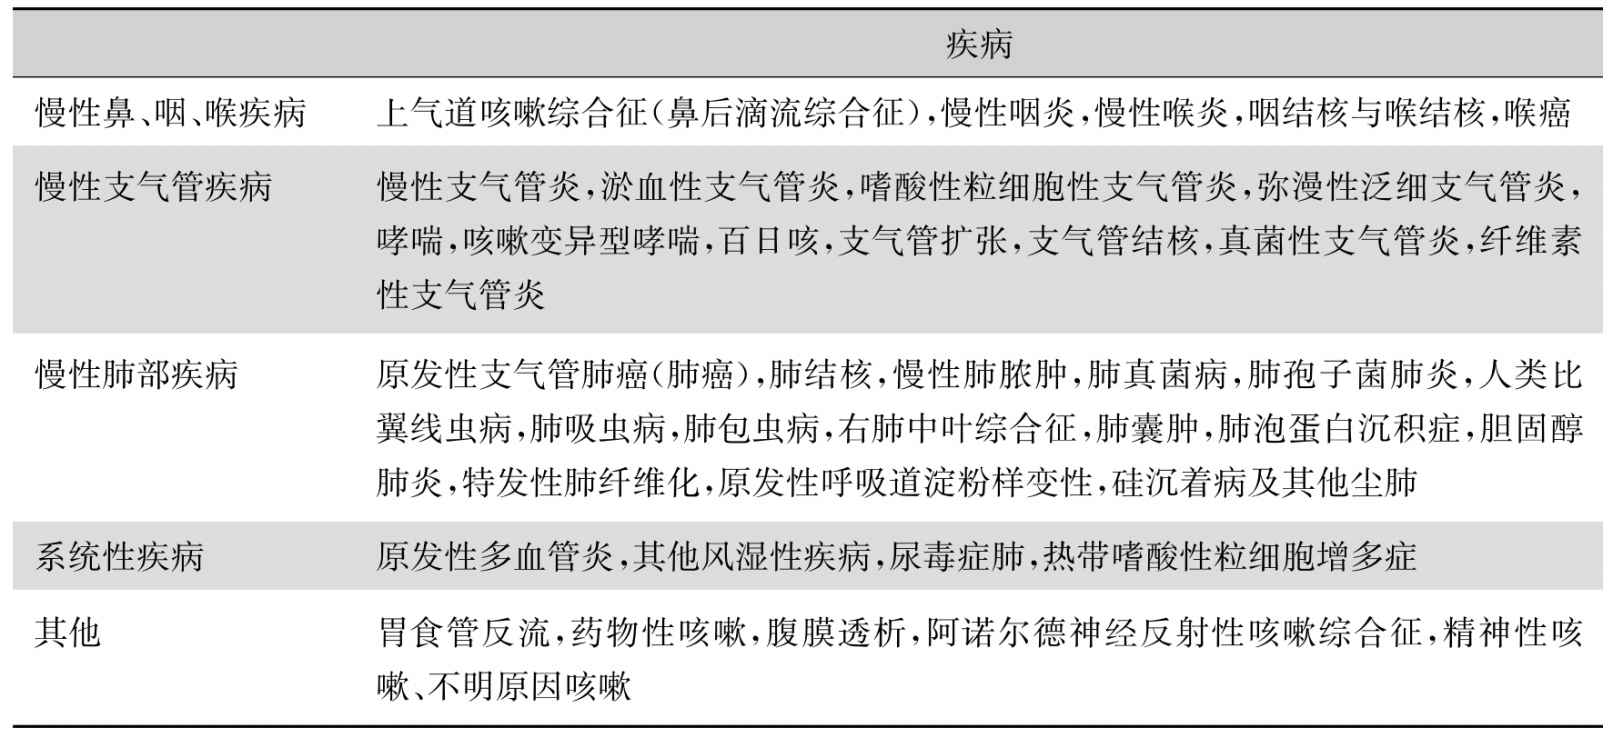 疾病
慢性鼻、咽、喉疾病 上气道咳嗽综合征(鼻后滴流综合征),慢性咽炎,慢性喉炎,咽结核与喉结核,喉癌
慢性支气管疾病 慢性支气管炎,淤血性支气管炎,嗜酸性粒细胞性支气管炎,弥漫性泛细支气管炎,
哮喘,咳嗽变异型哮喘,百日咳,支气管扩张,支气管结核,真菌性支气管炎,纤维素
性支气管炎
慢性肺部疾病 原发性支气管肺癌(肺癌),肺结核,慢性肺脓肿,肺真菌病,肺孢子菌肺炎,人类比
翼线虫病,肺吸虫病,肺包虫病,右肺中叶综合征,肺囊肿,肺泡蛋白沉积症,胆固醇
肺炎,特发性肺纤维化,原发性呼吸道淀粉样变性,硅沉着病及其他尘肺
系统性疾病 原发性多血管炎,其他风湿性疾病,尿毒症肺,热带嗜酸性粒细胞增多症
其他 胃食管反流,药物性咳嗽,腹膜透析,阿诺尔德神经反射性咳嗽综合征,精神性咳
嗽、不明原因咳嗽